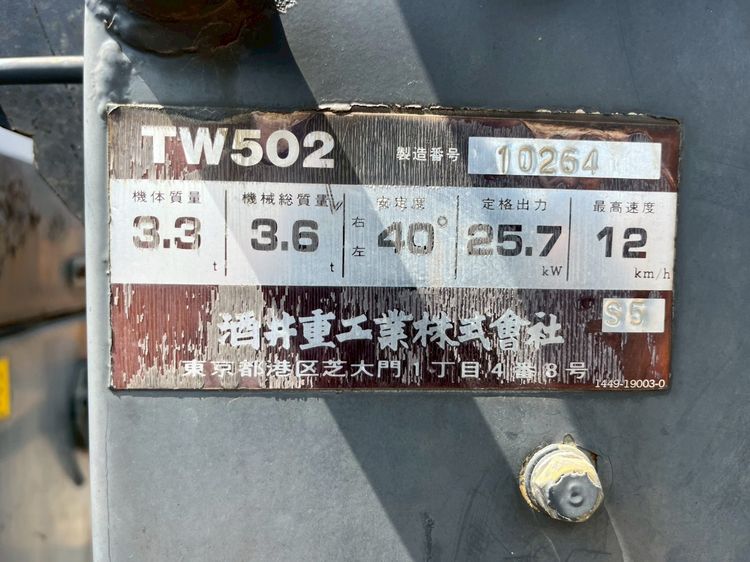 TW502 製造番号 10264
機体質量 機械総質量 安定度 定格出力 最高速度
3.3 t 3.6 t 右 左 40° 25.7 kW 12 km/h
酒井重工業株式會社 S5
東京都港区芝大門1丁目4番8号 1449-19003-0